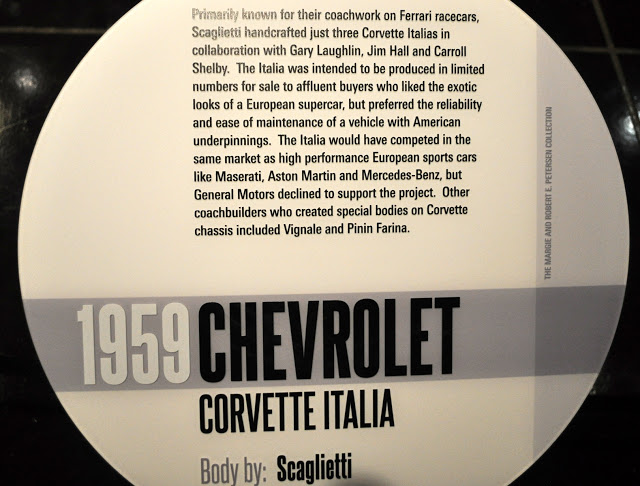 Primarily known for their coachwork on Ferrari racecars,
Scaglietti handcrafted just three Corvette Italias in
collaboration with Gary Laughlin, Jim Hall and Carroll
Shelby. The Italia was intended to be produced in limited
numbers for sale to affluent buyers who liked the exotic
looks of a European supercar, but preferred the reliability
and ease of maintenance of a vehicle with American
underpinnings. The Italia would have competed in the
same market as high performance European sports cars
like Maserati, Aston Martin and Mercedes-Benz, but
General Motors declined to support the project. Other
coachbuilders who created special bodies on Corvette
chassis included Vignale and Pinin Farina.
THE MARGIE AND ROBERT E. PETERSEN COLLECTION
1959 CHEVROLET
CORVETTE ITALIA
Body by: Scaglietti